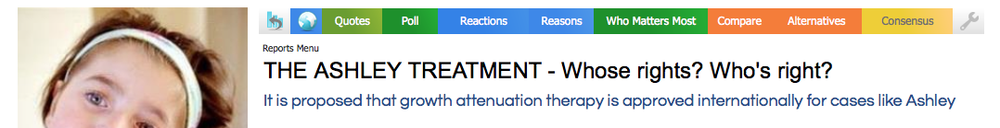 Quotes Poll Reactions Reasons Who Matters Most Compare Alternatives Consensus
Reports Menu
THE ASHLEY TREATMENT - Whose rights? Who's right?
It is proposed that growth attenuation therapy is approved internationally for cases like Ashley